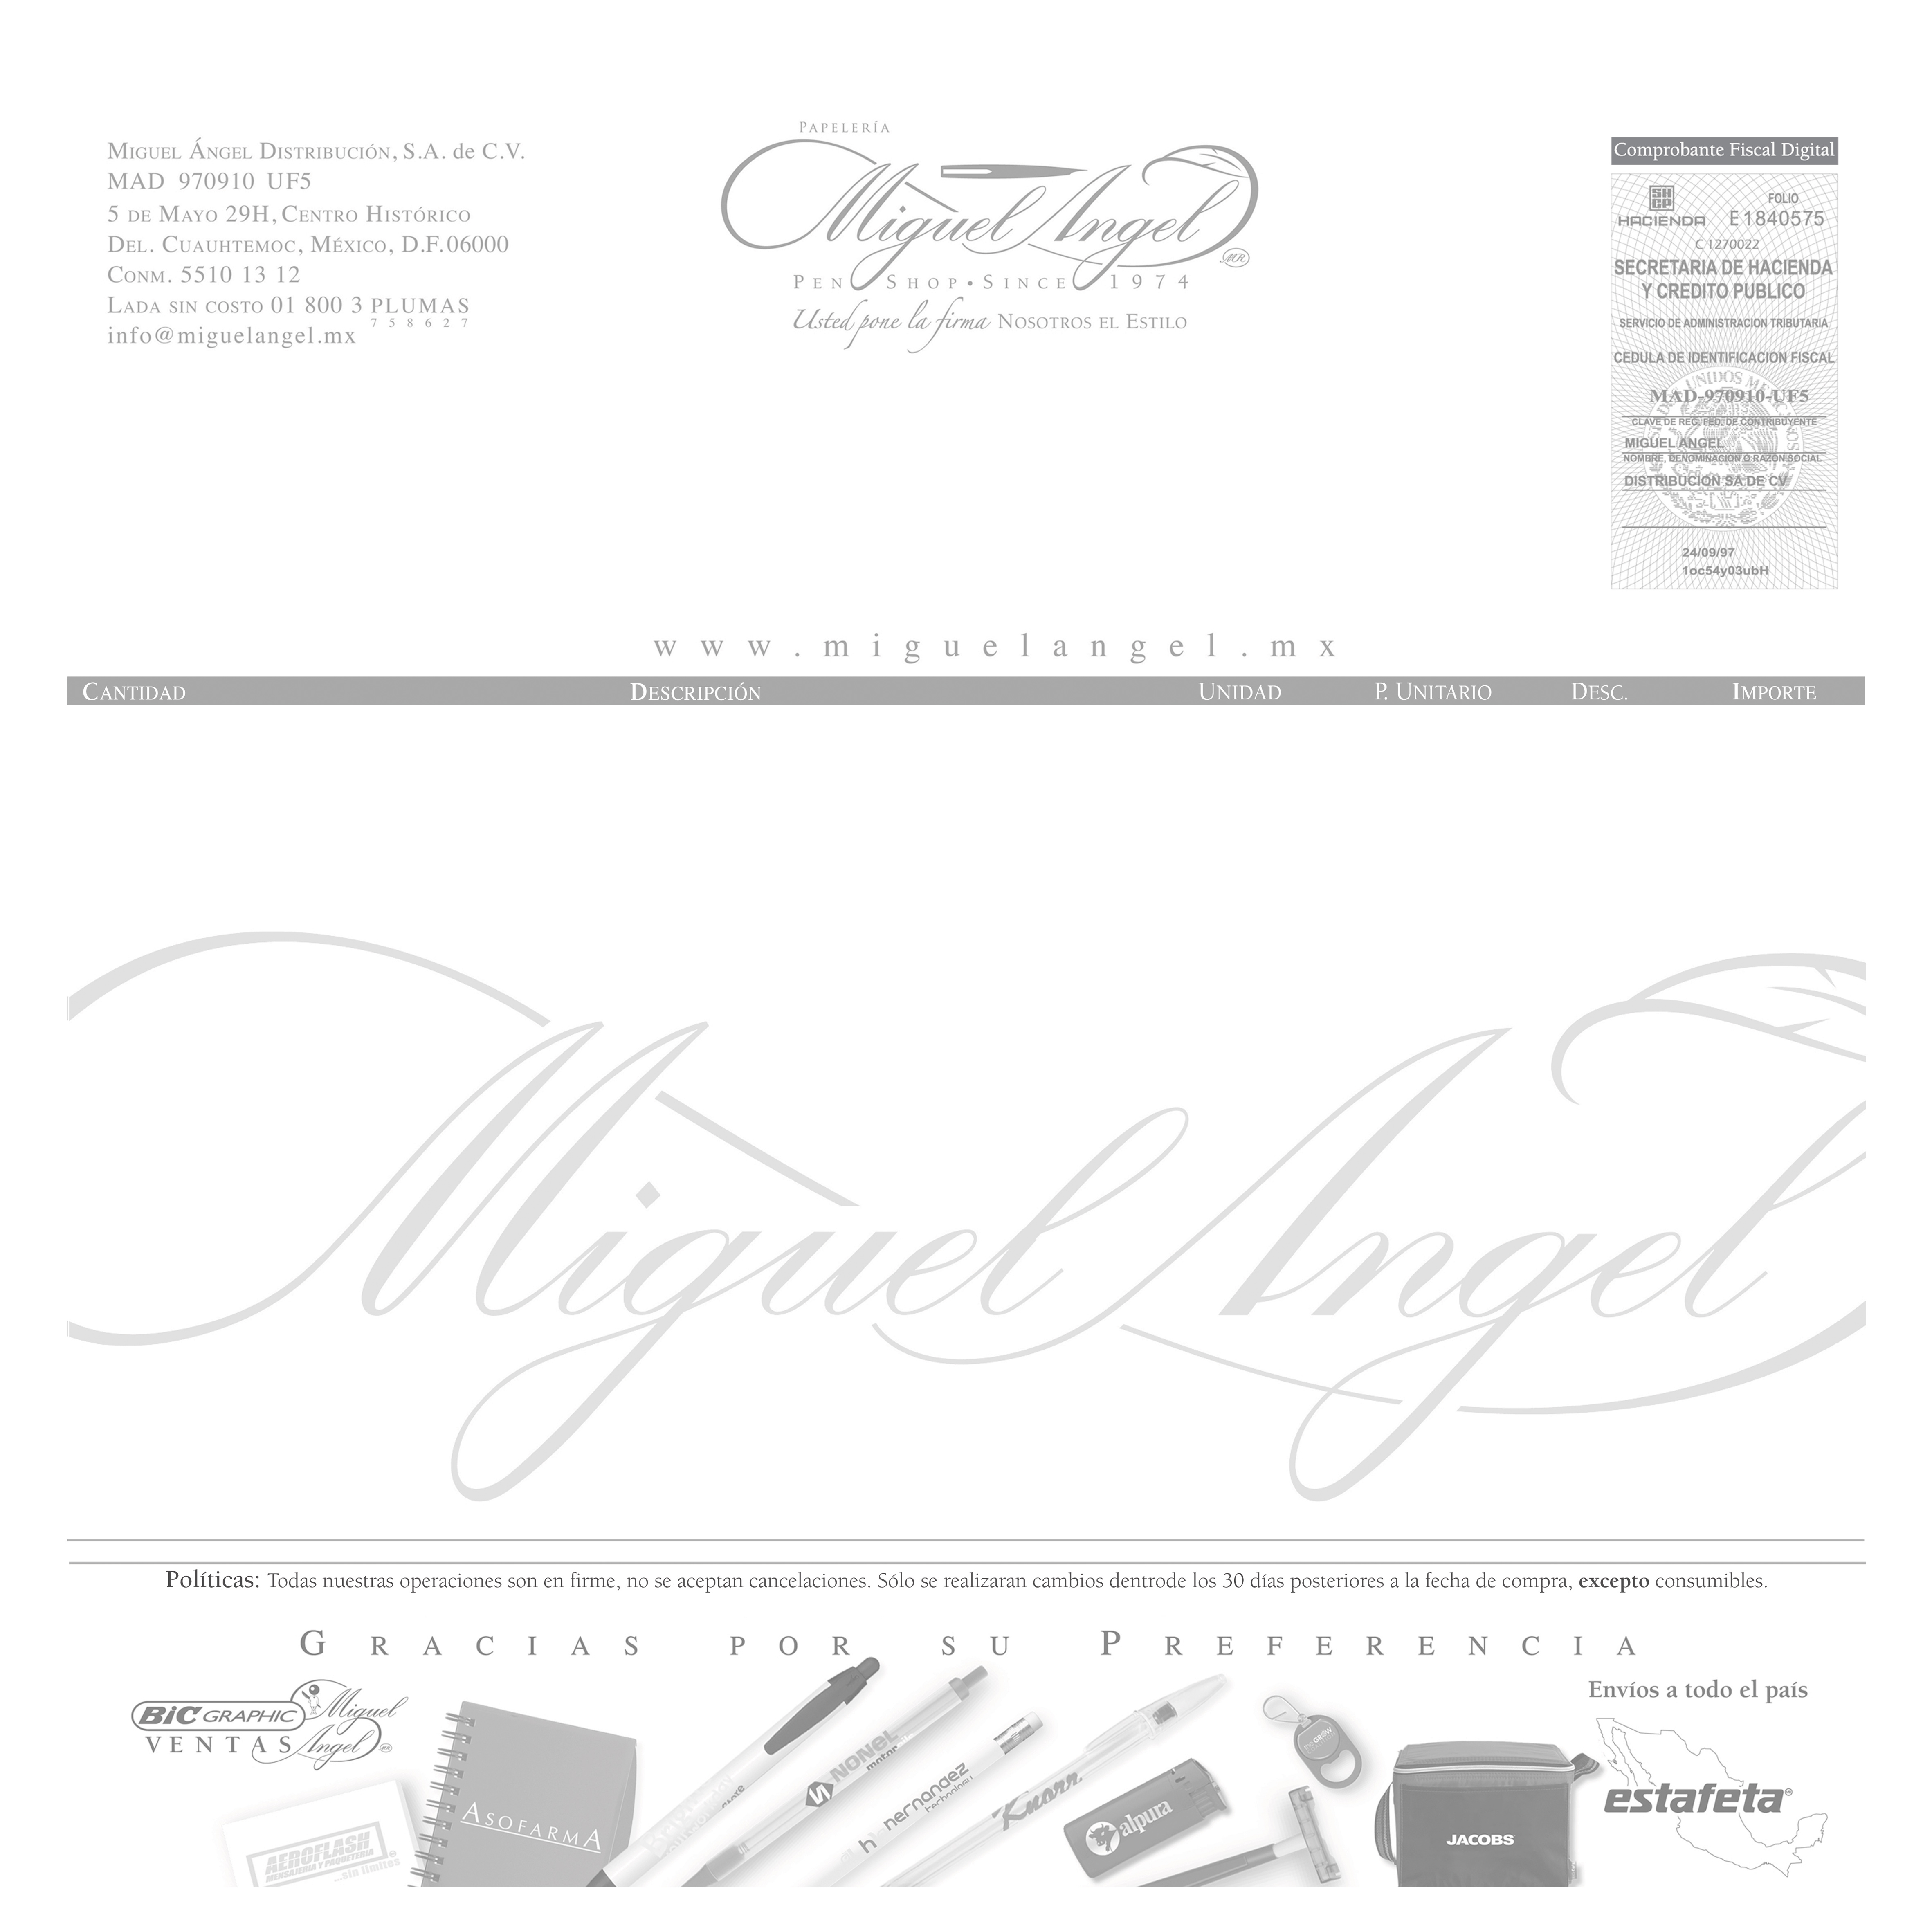 MIGUEL ÁNGEL DISTRIBUCIÓN, S.A. de C.V.
MAD 970910 UF5
5 DE MAYO 29H, CENTRO HISTÓRICO
DEL. CUAUHTEMOC, MÉXICO, D.F.06000
CONM. 5510 13 12
LADA SIN COSTO 01 800 3 PLUMAS
7 5 8 6 2 7
info@miguelangel.mx
PAPELERÍA
Miguel Angel
MR
PEN SHOP • SINCE 1974
Usted pone la firma NOSOTROS EL ESTILO
Comprobante Fiscal Digital
SHCP
HACIENDA
FOLIO
E 1840575
C 1270022
SECRETARIA DE HACIENDA
Y CREDITO PUBLICO
SERVICIO DE ADMINISTRACION TRIBUTARIA
CEDULA DE IDENTIFICACION FISCAL
MAD-970910-UF5
CLAVE DE REG. FED. DE CONTRIBUYENTE
MIGUEL ANGEL
NOMBRE, DENOMINACION O RAZON SOCIAL
DISTRIBUCION SA DE CV
24/09/97
1oc54y03ubH
www.miguelangel.mx
CANTIDAD DESCRIPCIÓN UNIDAD P. UNITARIO DESC. IMPORTE
Miguel Angel
Políticas: Todas nuestras operaciones son en firme, no se aceptan cancelaciones. Sólo se realizaran cambios dentrode los 30 días posteriores a la fecha de compra, excepto consumibles.
GRACIAS POR SU PREFERENCIA
BIC GRAPHIC
VENTAS
Miguel
Angel
AEROFLASH
MENSAJERIA Y PAQUETERIA
...sin limites
ASOFARMA
NONEL
motor
hernandez
technology
Knorr
alpura
JACOBS
Envíos a todo el país
estafeta